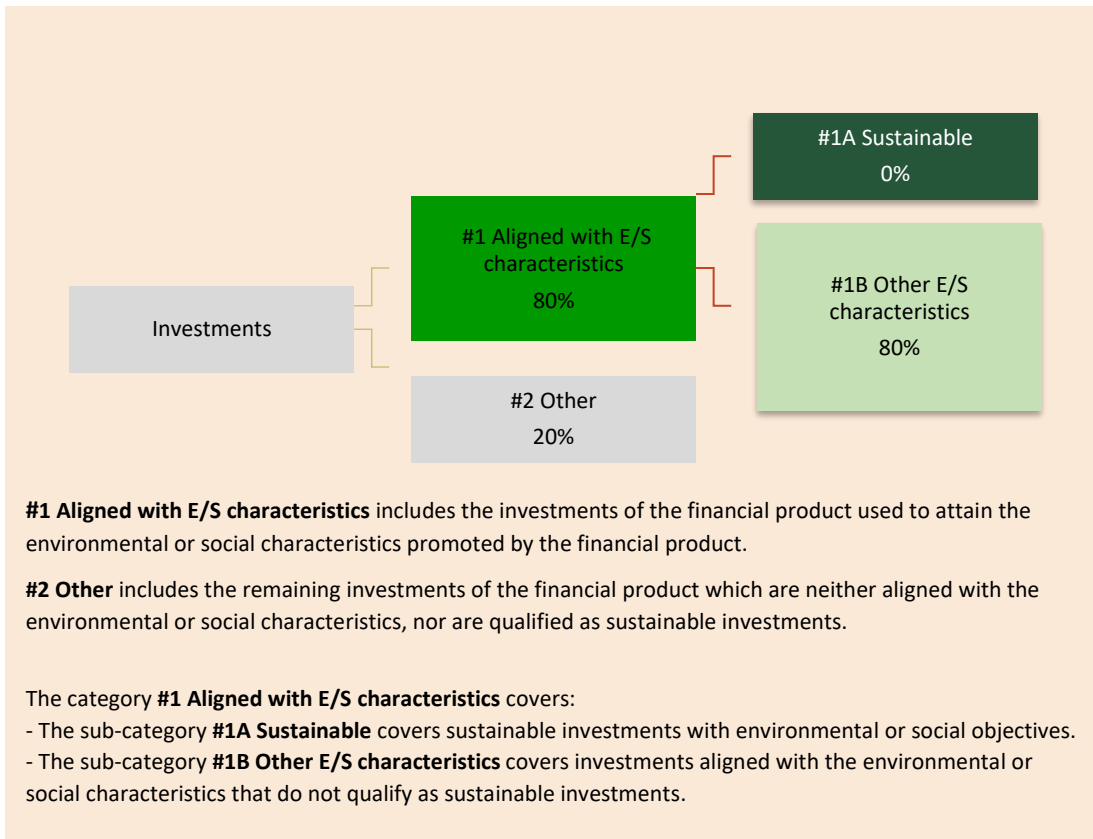 #1A Sustainable
0%
#1 Aligned with E/S
characteristics
80%
#1B Other E/S
characteristics
80%
Investments
#2 Other
20%
#1 Aligned with E/S characteristics includes the investments of the financial product used to attain the
environmental or social characteristics promoted by the financial product.
#2 Other includes the remaining investments of the financial product which are neither aligned with the
environmental or social characteristics, nor are qualified as sustainable investments.
The category #1 Aligned with E/S characteristics covers:
- The sub-category #1A Sustainable covers sustainable investments with environmental or social objectives.
- The sub-category #1B Other E/S characteristics covers investments aligned with the environmental or
social characteristics that do not qualify as sustainable investments.